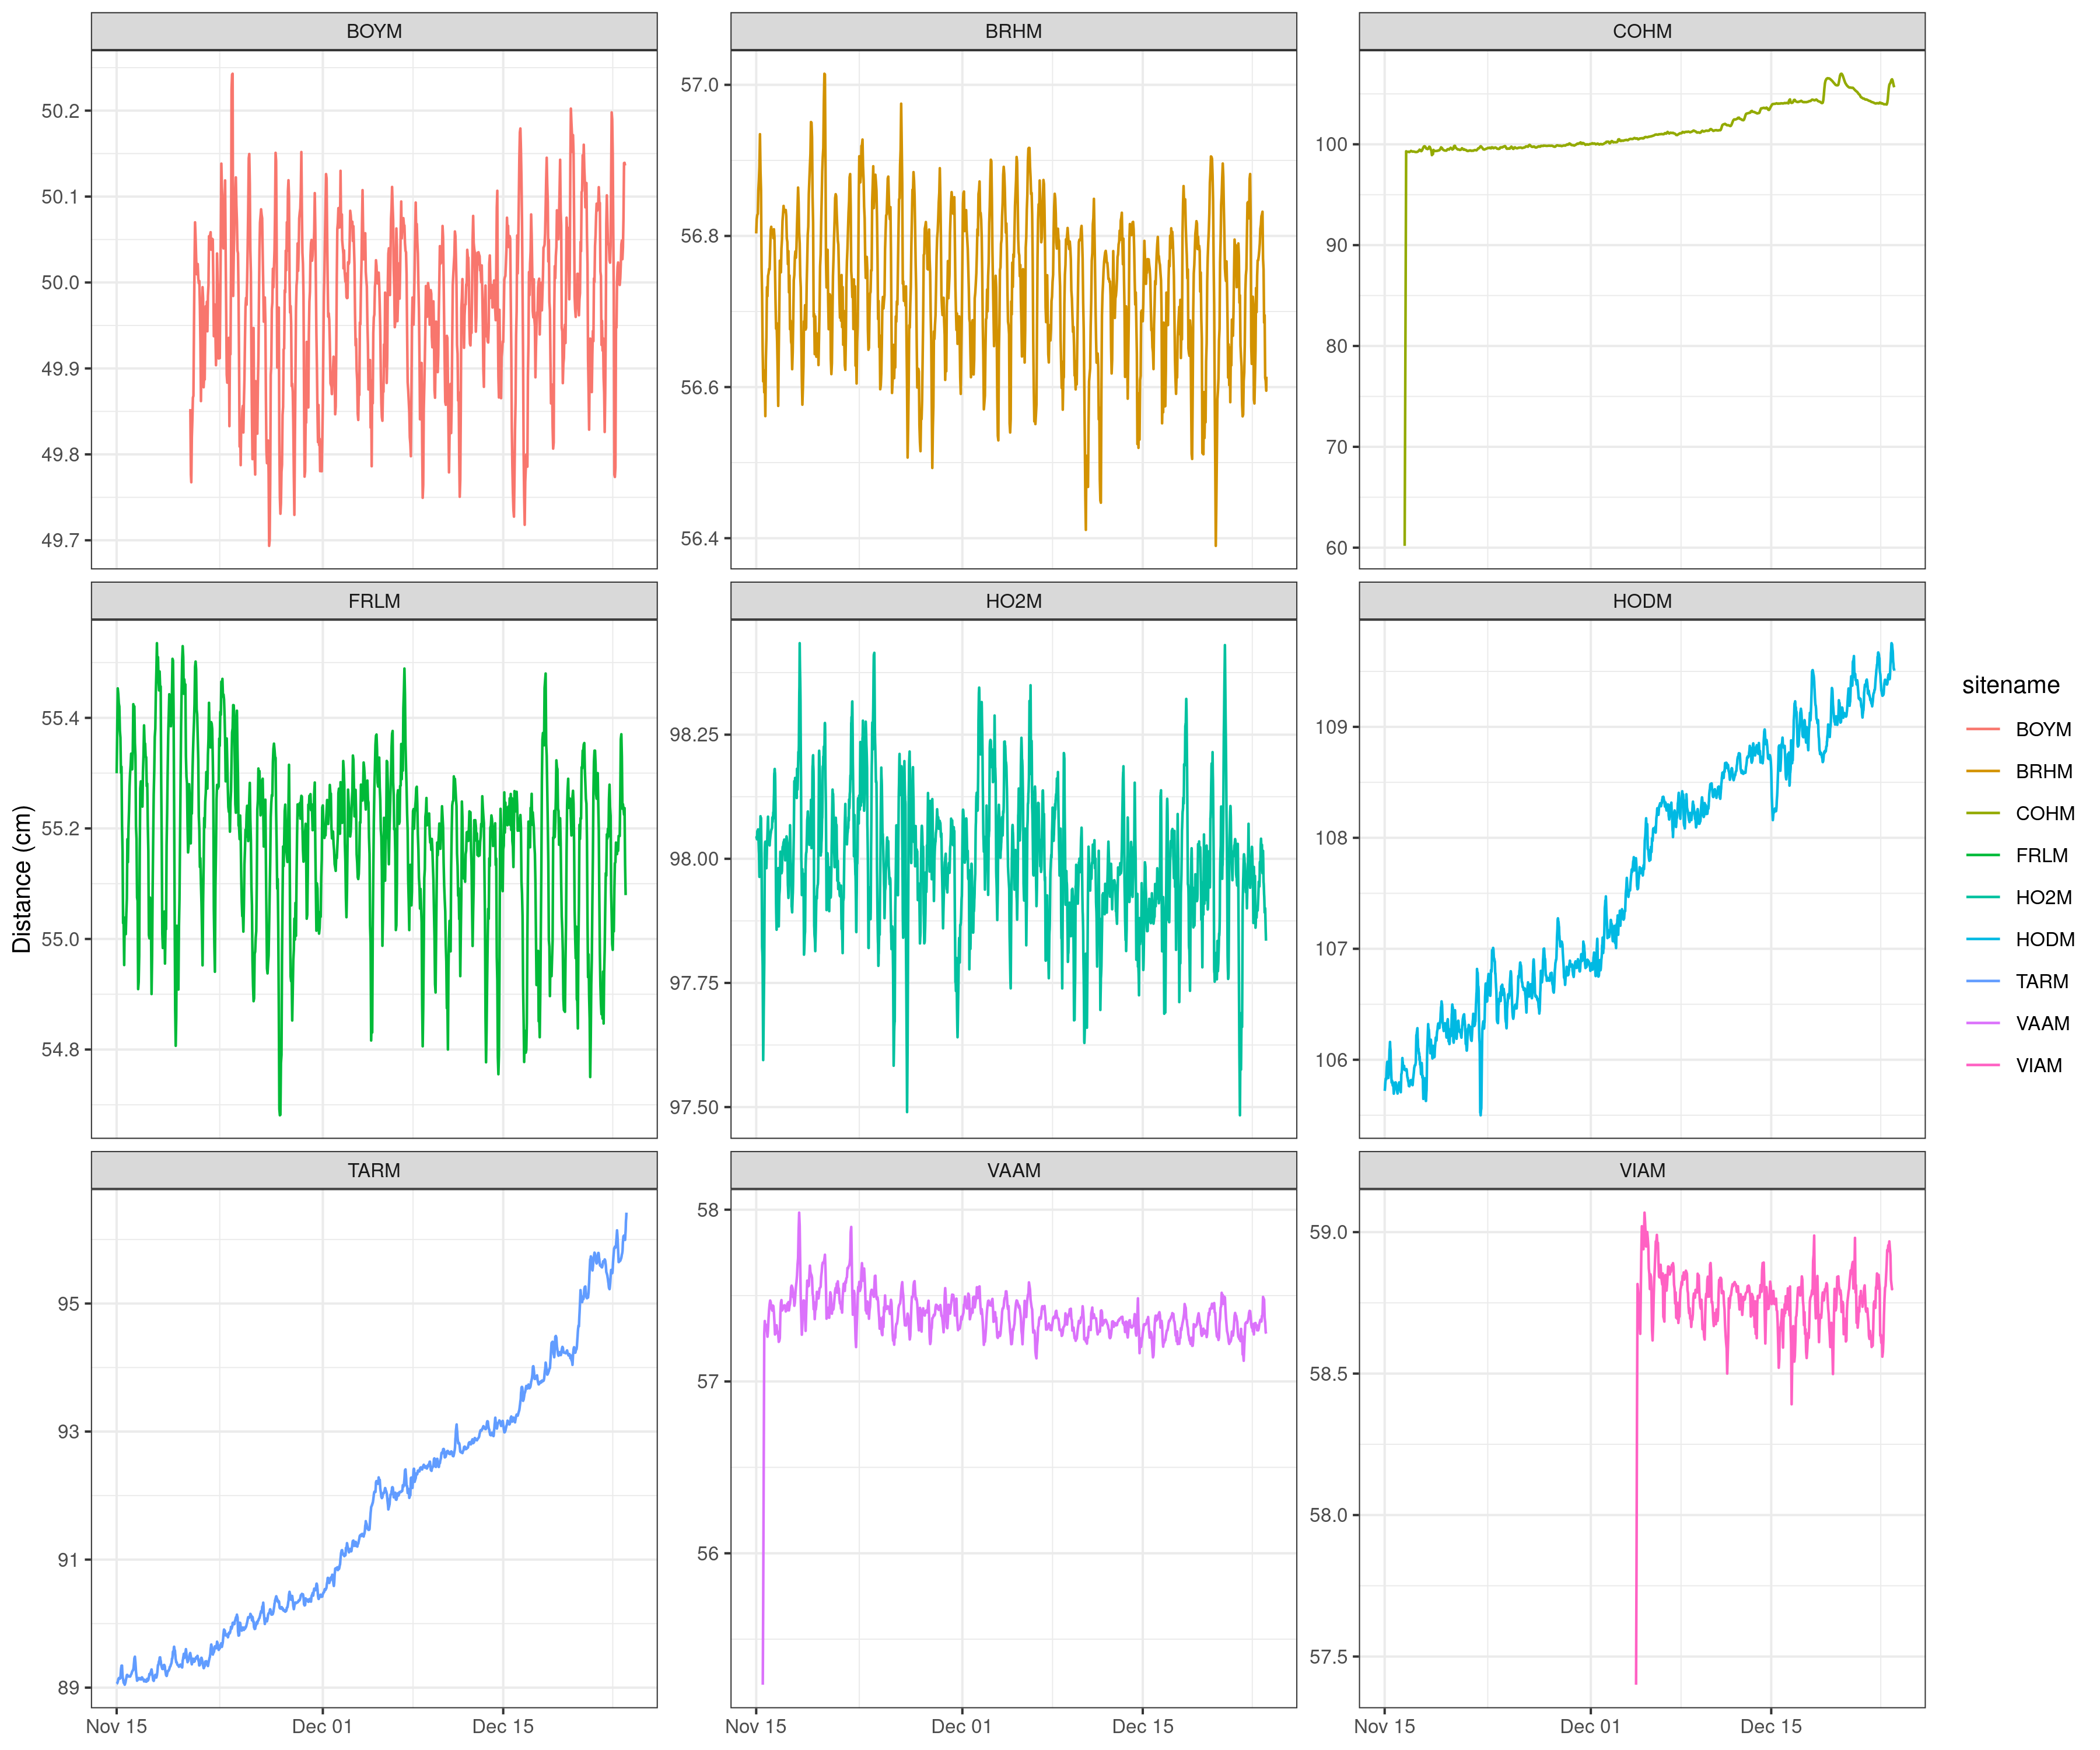 BOYM BRHM COHM
50.2
50.1
50.0
49.9
49.8
49.7
57.0
56.8
56.6
56.4
100
90
80
70
60
FRLM HO2M HODM
55.4
55.2
55.0
54.8
98.25
98.00
97.75
97.50
109
108
107
106
TARM VAAM VIAM
95
93
91
89
58
57
56
59.0
58.5
58.0
57.5
Nov 15 Dec 01 Dec 15 Nov 15 Dec 01 Dec 15 Nov 15 Dec 01 Dec 15
Distance (cm)
sitename
BOYM
BRHM
COHM
FRLM
HO2M
HODM
TARM
VAAM
VIAM